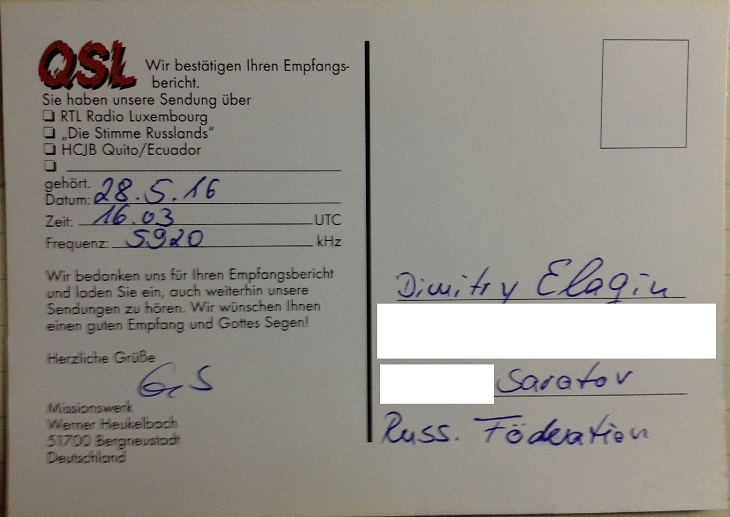 QSL Wir bestätigen Ihren Empfangs-
bericht.
Sie haben unsere Sendung über
❏ RTL Radio Luxembourg
❏ „Die Stimme Russlands"
❏ HCJB Quito/Ecuador
❏
gehört.
Datum: 28.5.16
Zeit: 16.03 UTC
Frequenz: 5920 kHz
Wir bedanken uns für Ihren Empfangsbericht
und laden Sie ein, auch weiterhin unsere
Sendungen zu hören. Wir wünschen Ihnen
einen guten Empfang und Gottes Segen!
Herzliche Grüße
Missionswerk
Werner Heukelbach
51700 Bergneustadt
Deutschland
Dimitry Elagin
Saratov
Russ. Föderation